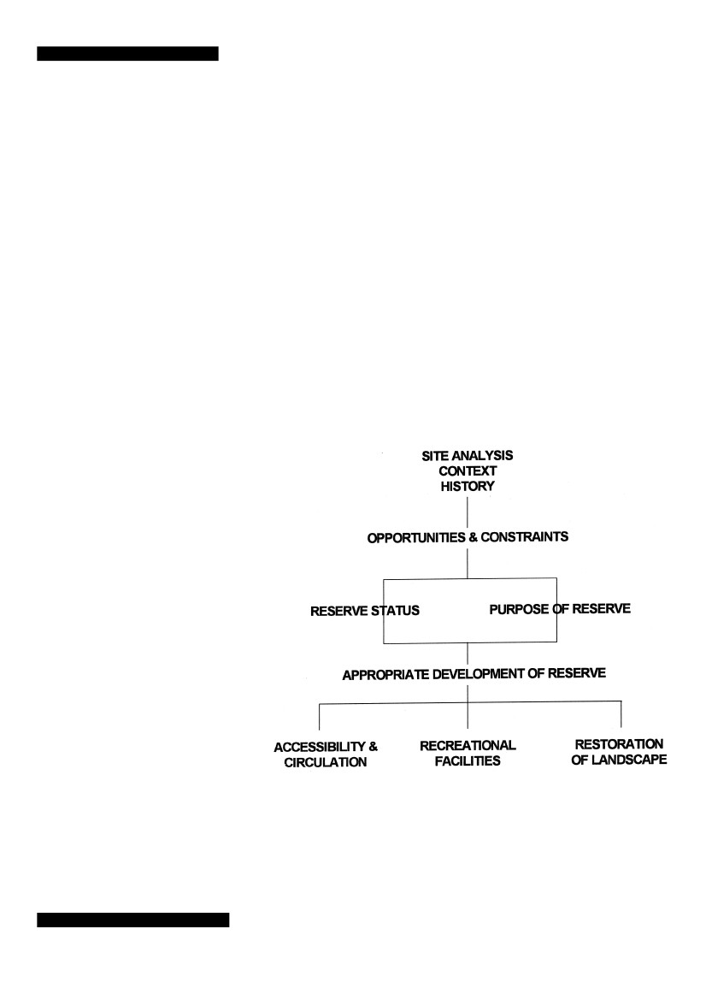 SITE ANALYSIS
CONTEXT
HISTORY
OPPORTUNITIES & CONSTRAINTS
RESERVE STATUS
PURPOSE OF RESERVE
APPROPRIATE DEVELOPMENT OF RESERVE
ACCESSIBILITY &
CIRCULATION
RECREATIONAL
FACILITIES
RESTORATION
OF LANDSCAPE